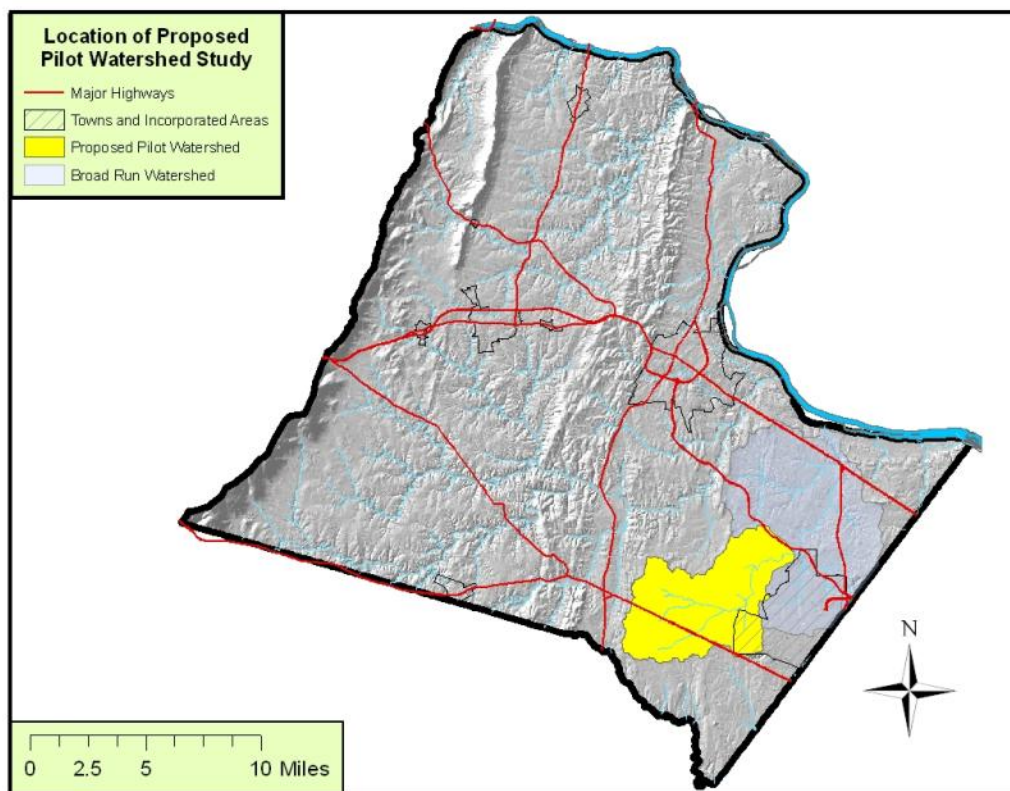 Location of Proposed
Pilot Watershed Study
Major Highways
Towns and Incorporated Areas
Proposed Pilot Watershed
Broad Run Watershed
N
0 2.5 5 10 Miles